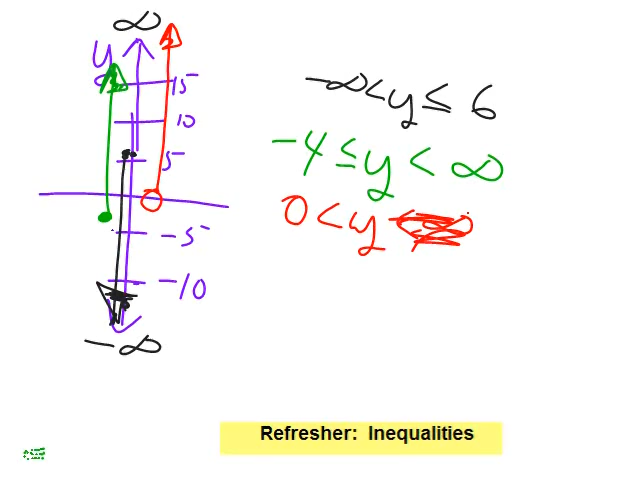 ∞
y
15
10
5
-5
-10
-∞
-∞ < y ≤ 6
-4 ≤ y < ∞
0 < y
Refresher: Inequalities